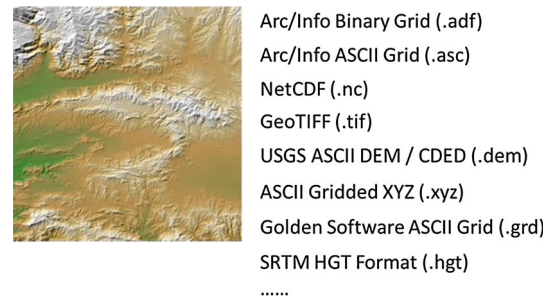 Arc/Info Binary Grid (.adf)
Arc/Info ASCII Grid (.asc)
NetCDF (.nc)
GeoTIFF (.tif)
USGS ASCII DEM / CDED (.dem)
ASCII Gridded XYZ (.xyz)
Golden Software ASCII Grid (.grd)
SRTM HGT Format (.hgt)
......